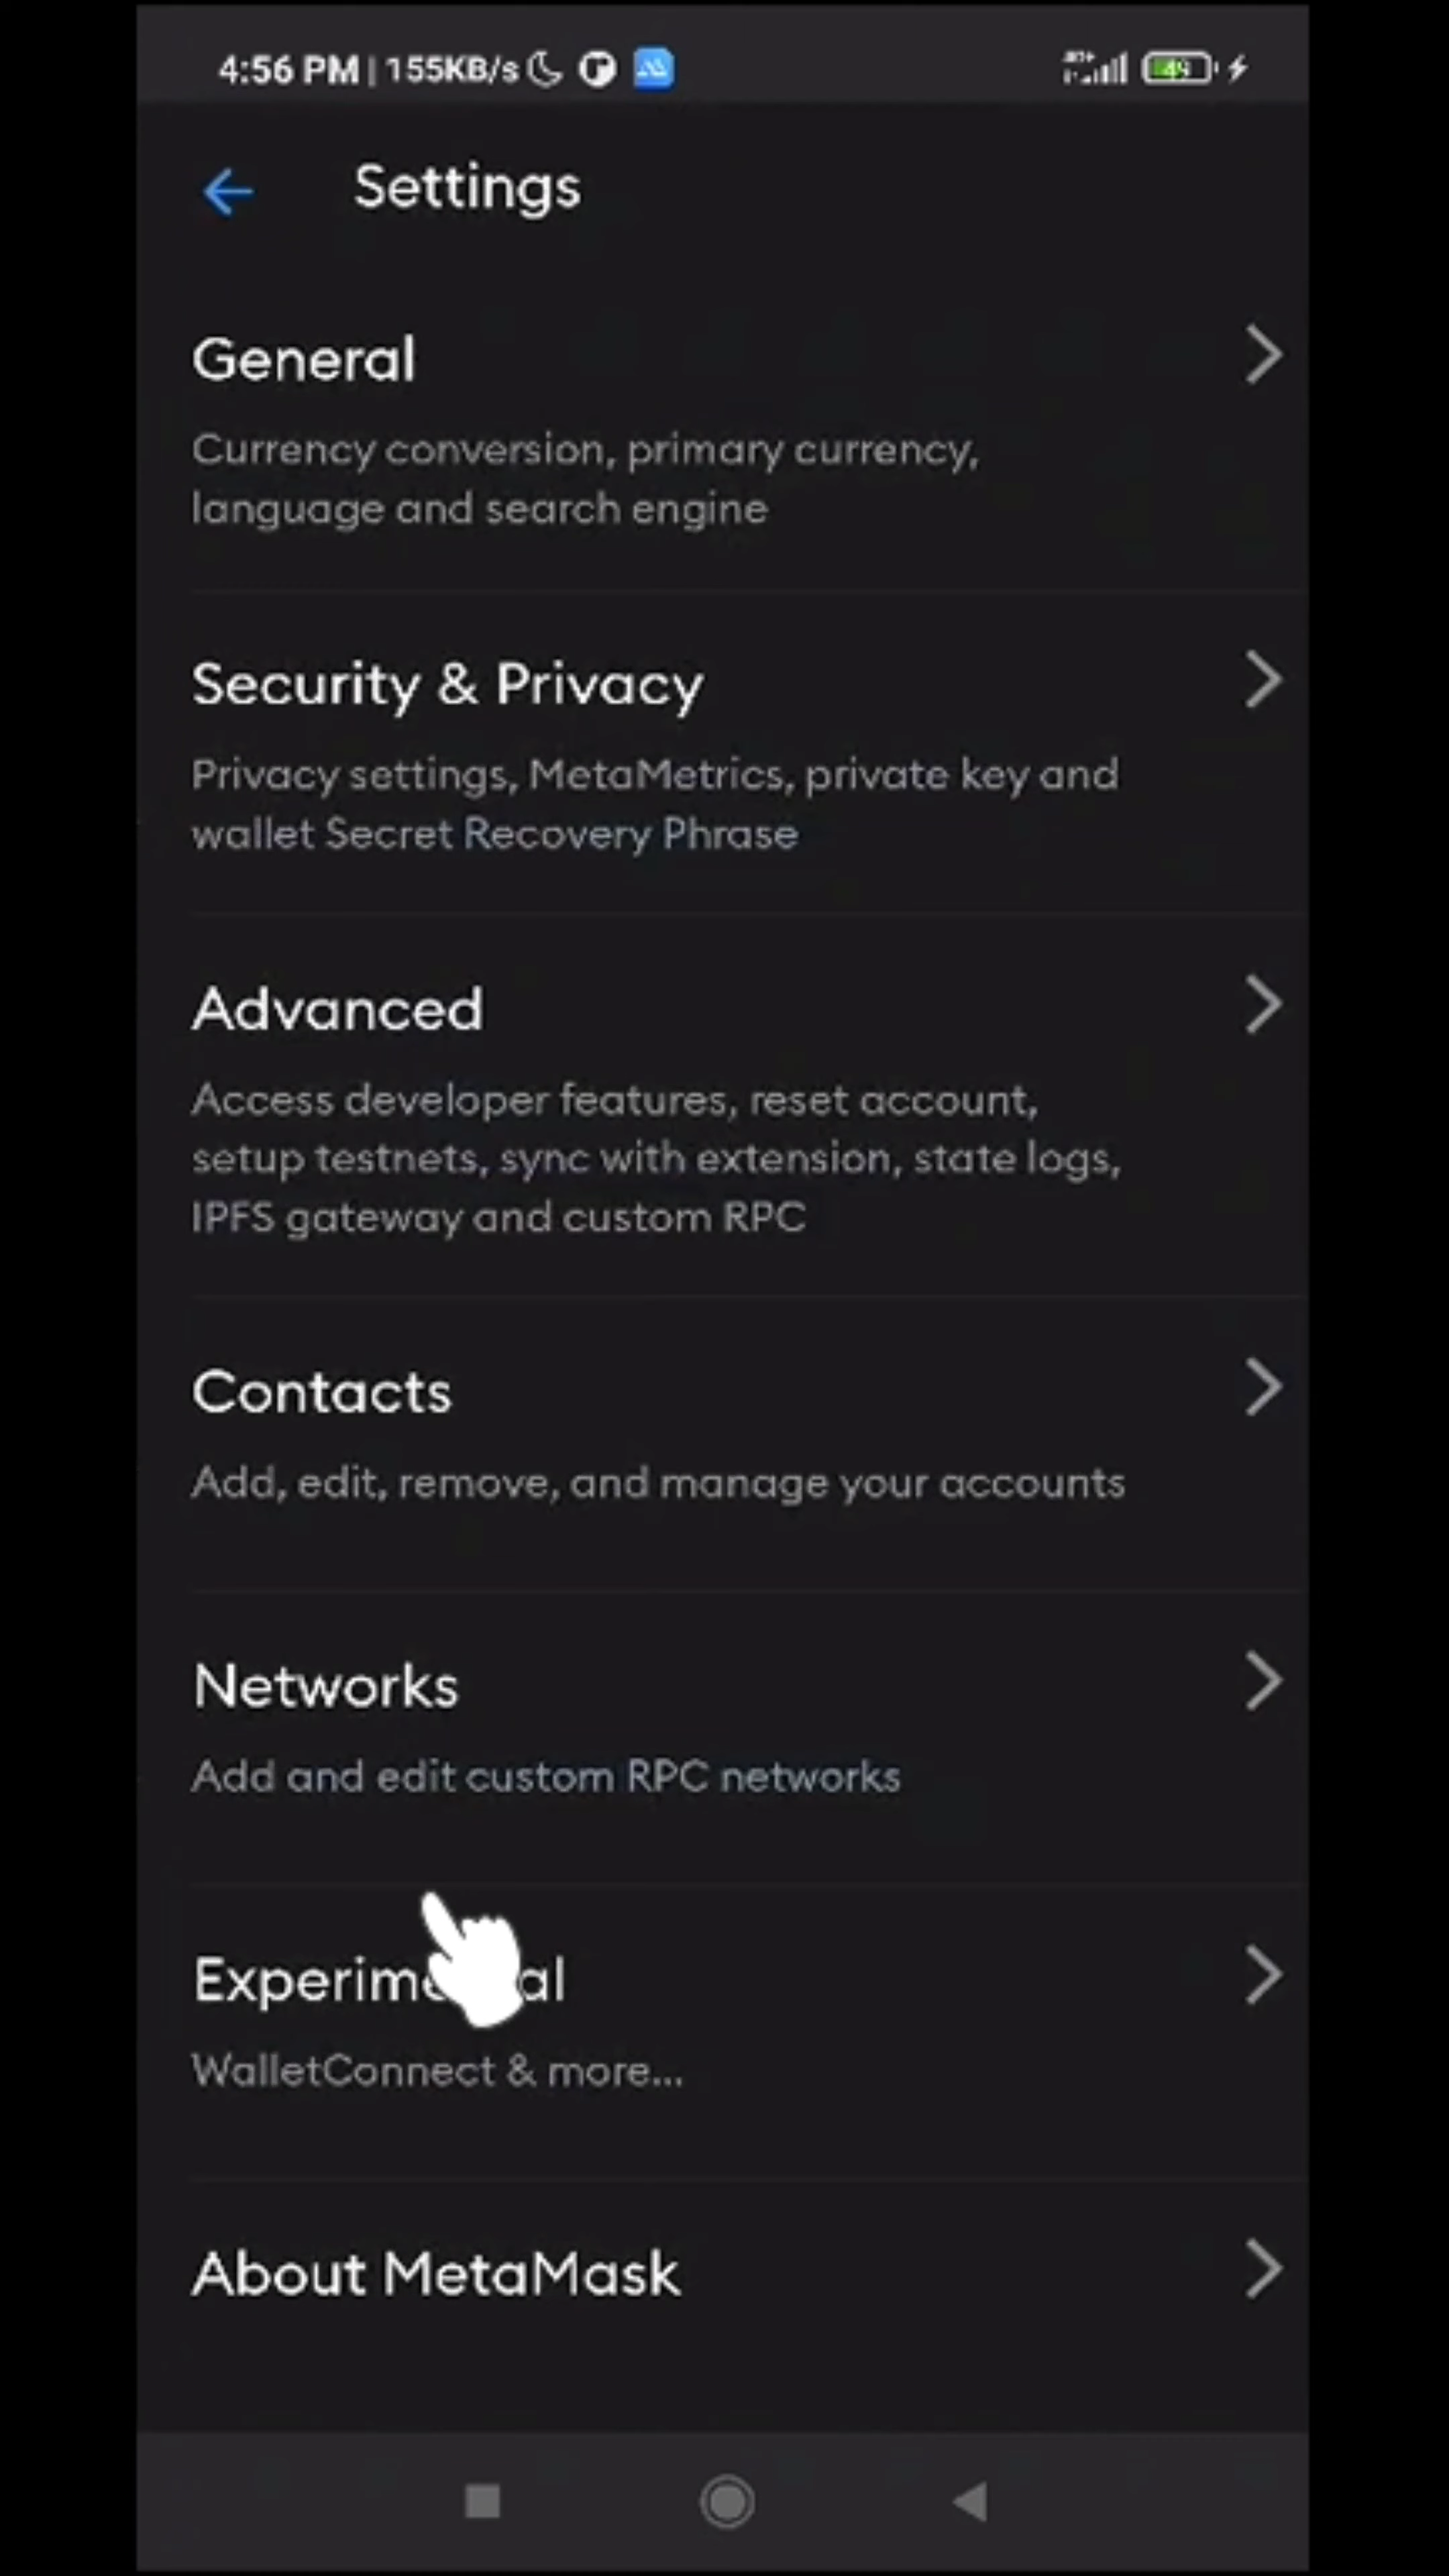 4:56 PM | 155KB/s
49
Settings
General
Currency conversion, primary currency,
language and search engine
Security & Privacy
Privacy settings, MetaMetrics, private key and
wallet Secret Recovery Phrase
Advanced
Access developer features, reset account,
setup testnets, sync with extension, state logs,
IPFS gateway and custom RPC
Contacts
Add, edit, remove, and manage your accounts
Networks
Add and edit custom RPC networks
WalletConnect & more...
About MetaMask